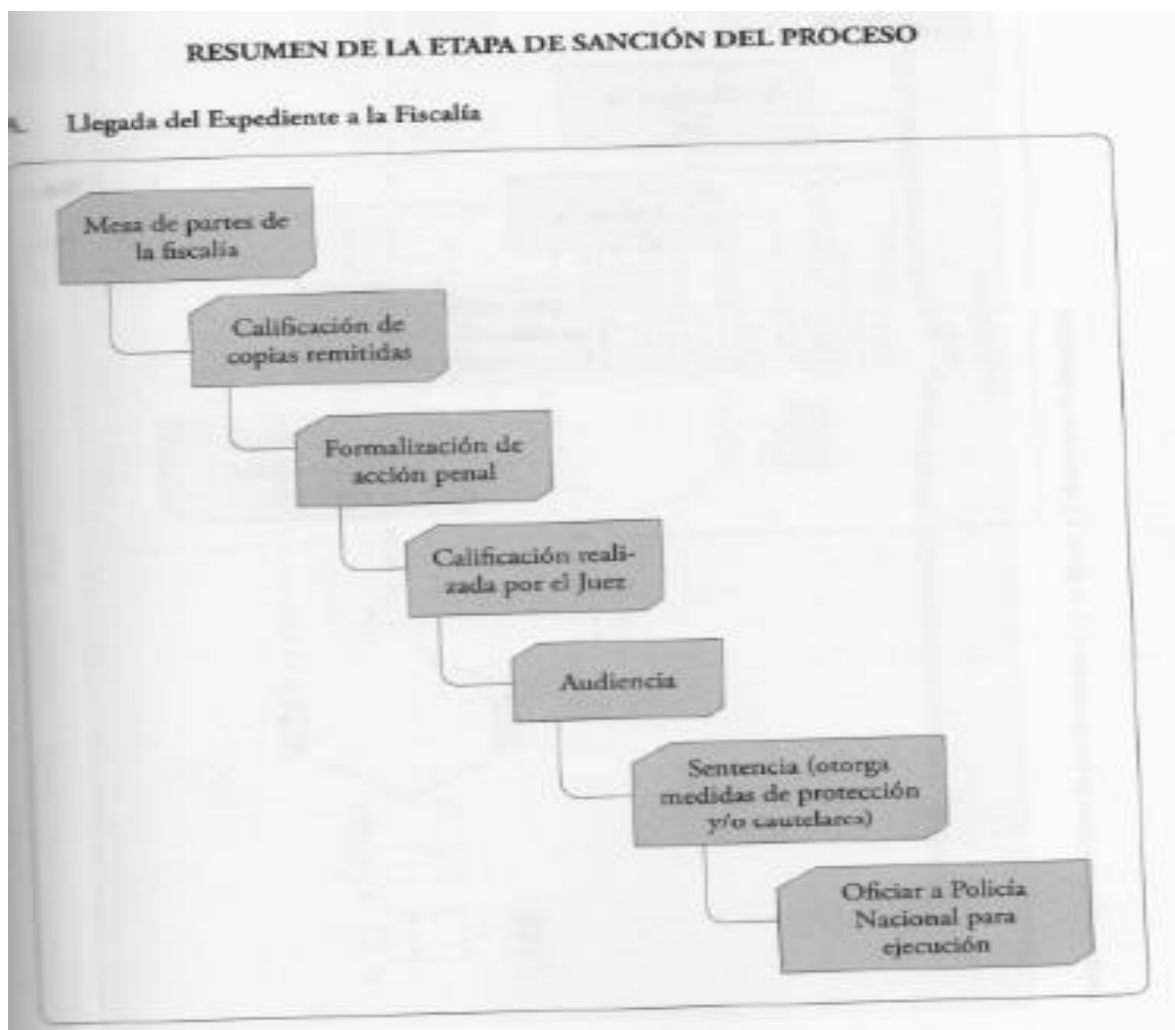 RESUMEN DE LA ETAPA DE SANCIÓN DEL PROCESO
Llegada del Expediente a la Fiscalía
Mesa de partes de
la fiscalía
Calificación de
copias remitidas
Formalización de
acción penal
Calificación reali-
zada por el Juez
Audiencia
Sentencia (otorga
medidas de protección
y/o cautelares)
Oficiar a Policía
Nacional para
ejecución